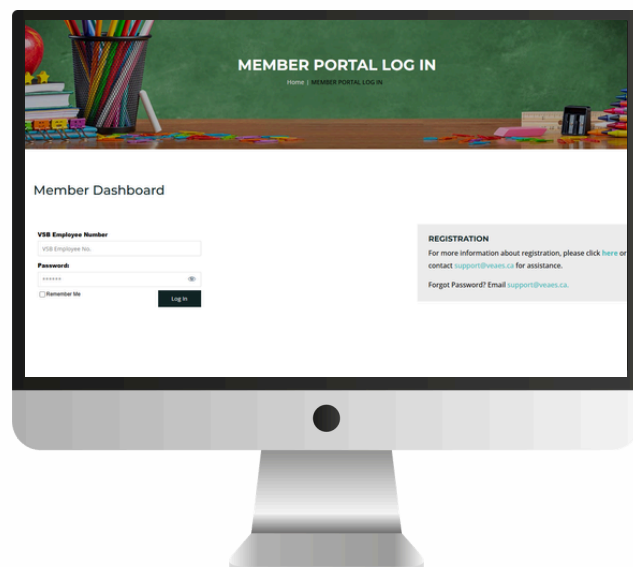 MEMBER PORTAL LOG IN
Home | MEMBER PORTAL LOG IN
Member Dashboard
VSB Employee Number
VSB Employee No.
Password:
******
Remember Me
Log In
REGISTRATION
For more information about registration, please click here or
contact support@veaes.ca for assistance.
Forgot Password? Email support@veaes.ca.